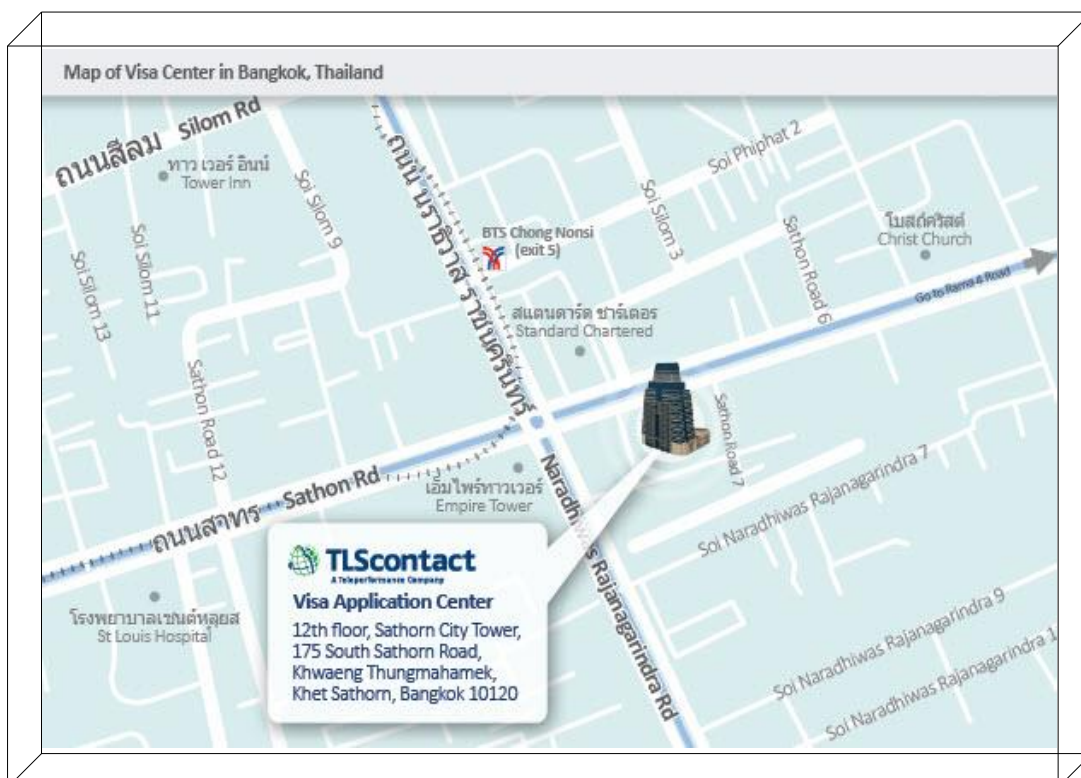 Map of Visa Center in Bangkok, Thailand
ถนนสีลม Silom Rd
ทาว เวอร์ อินน์
Tower Inn
Soi Silom 9
Soi Silom 11
Soi Silom 13
ถนน นราธิวาส ราชนครินทร์
BTS Chong Nonsi
(exit 5)
Soi Phiphat 2
Soi Silom 3
Sathon Road 6
โบสถ์คริสต์
Christ Church
Go to Rama 4 Road
สแตนดาร์ด ชาร์เตอร
Standard Chartered
Sathon Road 12
Sathon Road 7
ถนนสาทร Sathon Rd
เอ็มไพร์ทาวเวอร์
Empire Tower
Naradhiwas Rajanagarindra Rd
Soi Naradhiwas Rajanagarindra 7
Soi Naradhiwas Rajanagarindra 9
Soi Naradhiwas Rajanagarindra 1
โรงพยาบาลเซนต์หลุยส
St Louis Hospital
TLScontact
A Teleperformance Company
Visa Application Center
12th floor, Sathorn City Tower,
175 South Sathorn Road,
Khwaeng Thungmahamek,
Khet Sathorn, Bangkok 10120